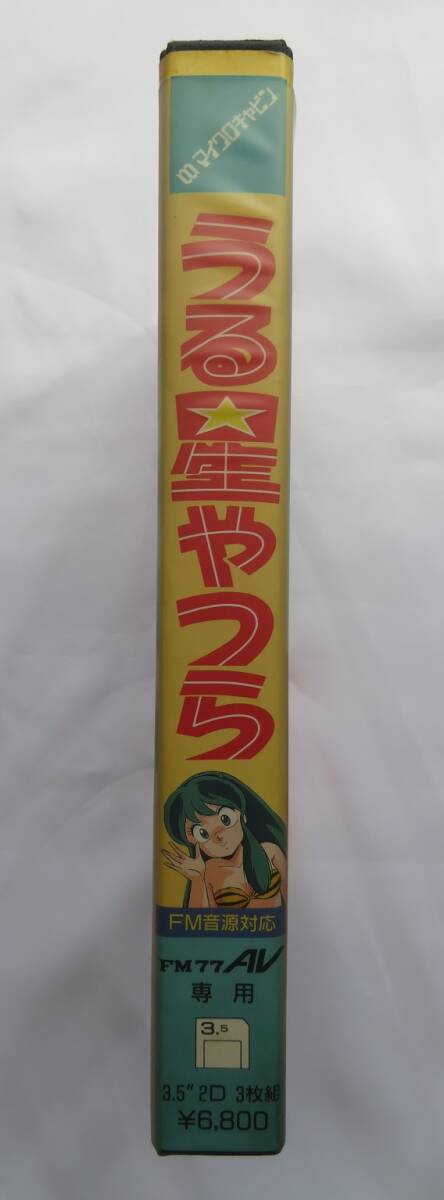 マイクロキャビン
うる星やつら
FM音源対応
FM77AV
専用
3.5
3.5" 2D 3枚組
¥6,800